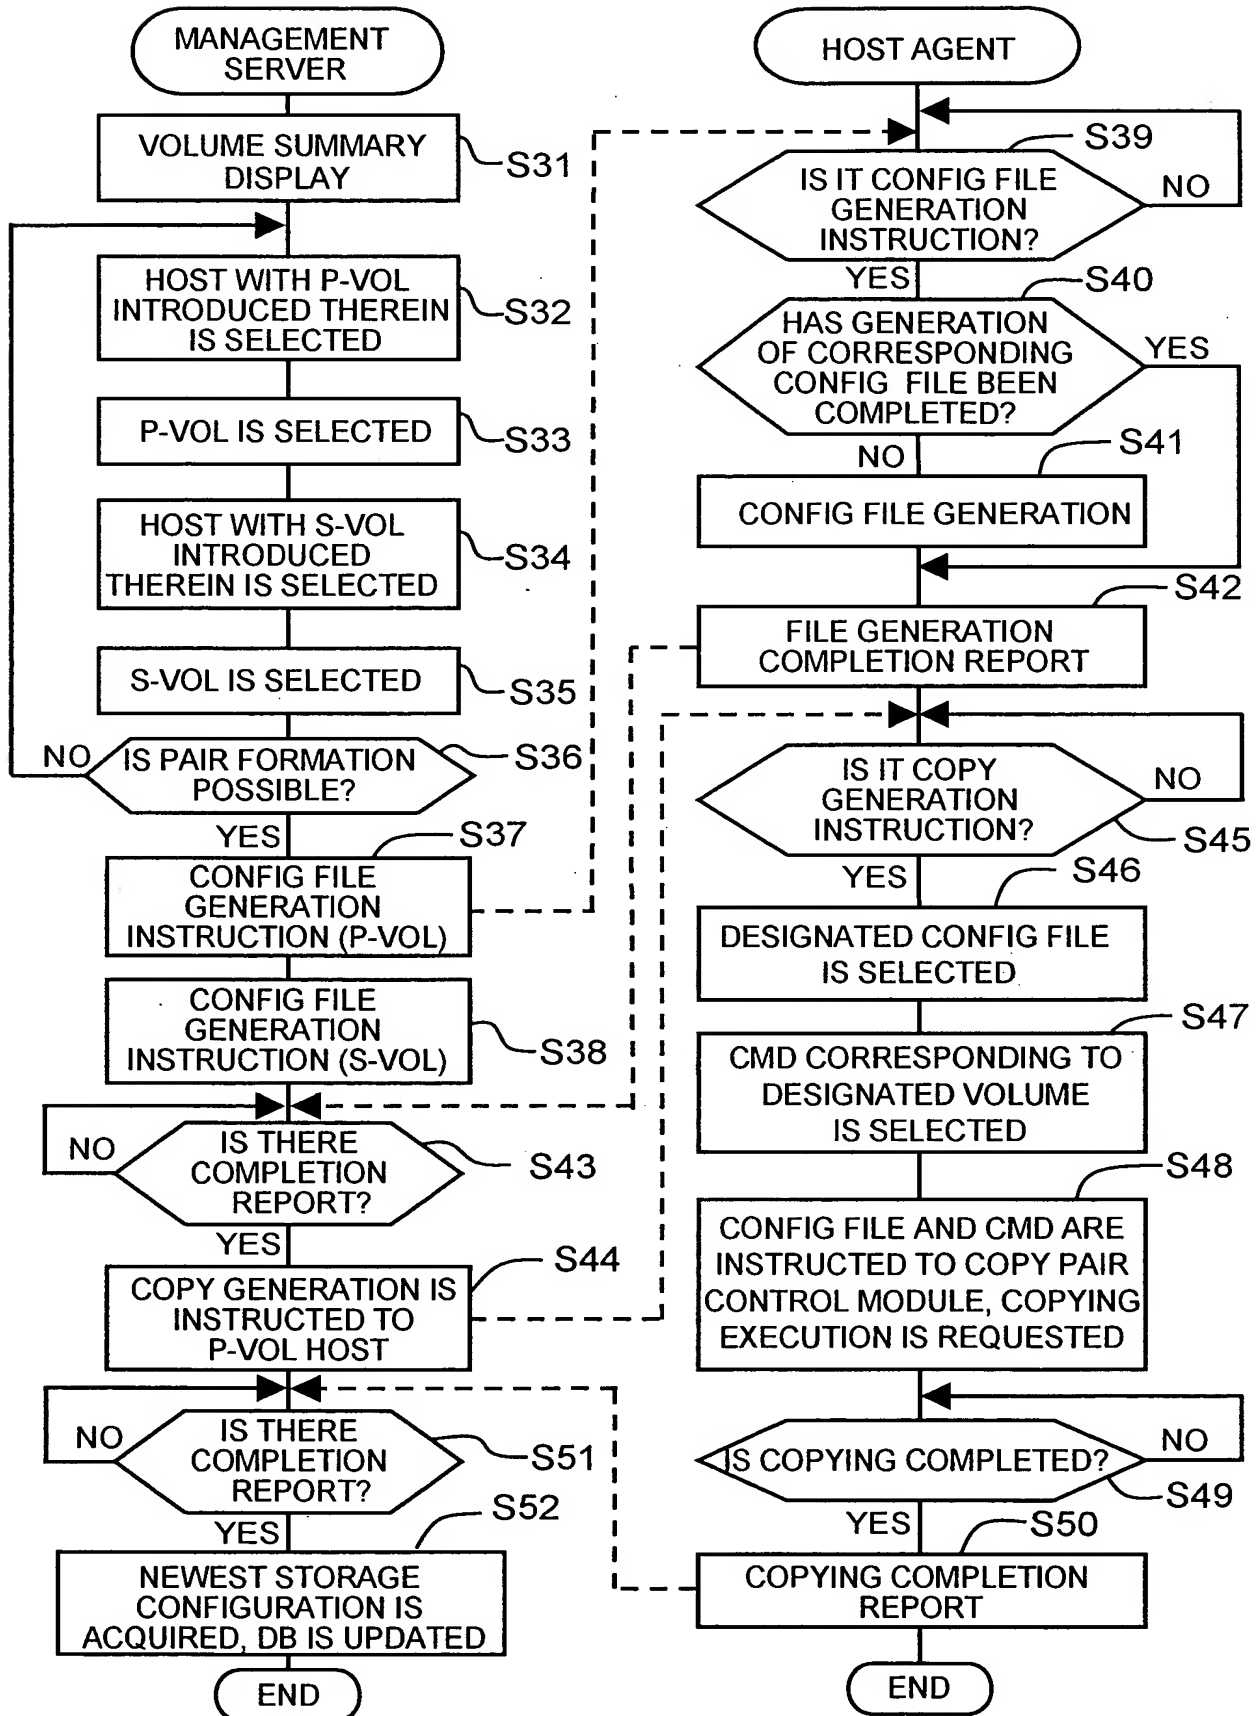 MANAGEMENT
SERVER
VOLUME SUMMARY
DISPLAY
S31
HOST WITH P-VOL
INTRODUCED THEREIN
IS SELECTED
S32
P-VOL IS SELECTED
S33
HOST WITH S-VOL
INTRODUCED
THEREIN IS SELECTED
S34
S-VOL IS SELECTED
S35
NO
IS PAIR FORMATION
POSSIBLE?
S36
YES
S37
CONFIG FILE
GENERATION
INSTRUCTION (P-VOL)
CONFIG FILE
GENERATION
INSTRUCTION (S-VOL)
S38
NO
IS THERE
COMPLETION
REPORT?
S43
YES
S44
COPY GENERATION IS
INSTRUCTED TO
P-VOL HOST
NO
IS THERE
COMPLETION
REPORT?
S51
YES
S52
NEWEST STORAGE
CONFIGURATION IS
ACQUIRED, DB IS UPDATED
END
HOST AGENT
S39
IS IT CONFIG FILE
GENERATION
INSTRUCTION?
NO
YES
S40
HAS GENERATION
OF CORRESPONDING
CONFIG FILE BEEN
COMPLETED?
YES
NO
S41
CONFIG FILE GENERATION
S42
FILE GENERATION
COMPLETION REPORT
IS IT COPY
GENERATION
INSTRUCTION?
NO
S45
YES
S46
DESIGNATED CONFIG FILE
IS SELECTED
S47
CMD CORRESPONDING TO
DESIGNATED VOLUME
IS SELECTED
S48
CONFIG FILE AND CMD ARE
INSTRUCTED TO COPY PAIR
CONTROL MODULE, COPYING
EXECUTION IS REQUESTED
IS COPYING COMPLETED?
NO
S49
YES
S50
COPYING COMPLETION
REPORT
END